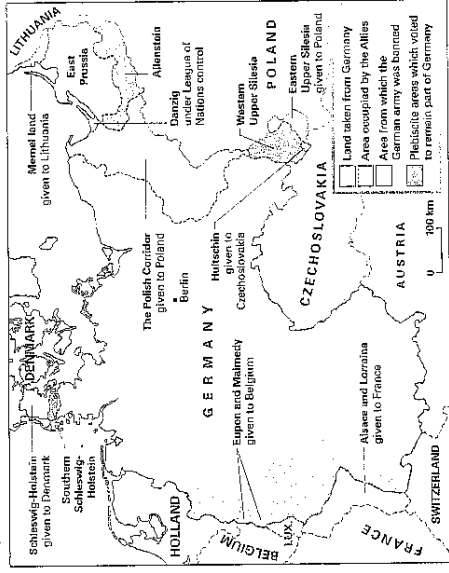 LITHUANIA
Memel land
given to Lithuania
East
Prussia
Allenstein
Danzig
under League of
Nations control
DENMARK
Schleswig-Holstein
given to Denmark
Southern
Schleswig-
Holstein
The Polish Corridor
given to Poland
Berlin
POLAND
Western
Upper Silesia
Eastern
Upper Silesia
given to Poland
Hultschin
given to
Czechoslovakia
GERMANY
HOLLAND
Eupon and Malmedy
given to Belgium
BELGIUM
LUX.
CZECHOSLOVAKIA
Alsace and Lorraine
given to France
FRANCE
SWITZERLAND
AUSTRIA
0 100 km
Land taken from Germany
Area occupied by the Allies
Area from which the
German army was banned
Plebiscite areas which voted
to remain part of Germany